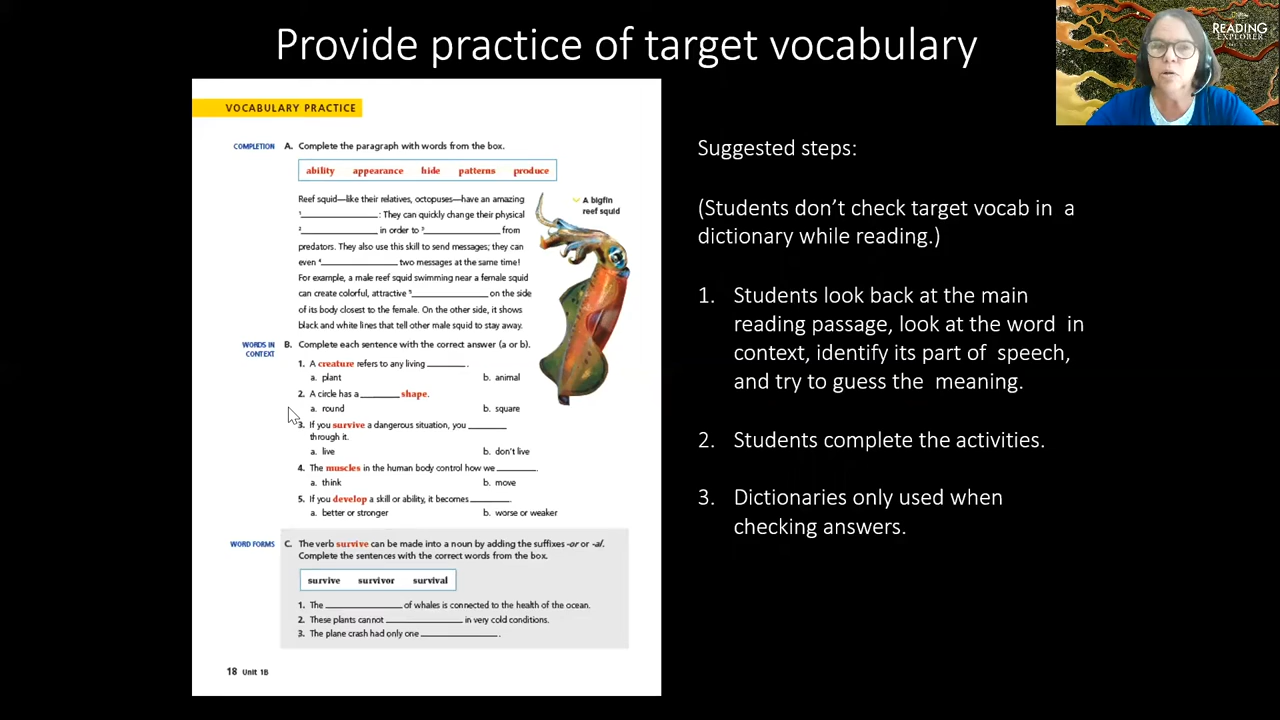 Provide practice of target vocabulary
READING
EXPLORER
VOCABULARY PRACTICE
COMPLETION
A. Complete the paragraph with words from the box.
ability appearance hide patterns produce
Reef squid—like their relatives, octopuses—have an amazing
1____________: They can quickly change their physical
2____________ in order to 3____________ from
predators. They also use this skill to send messages; they can
even 4____________ two messages at the same time!
For example, a male reef squid swimming near a female squid
can create colorful, attractive 5____________ on the side
of its body closest to the female. On the other side, it shows
black and white lines that tell other male squid to stay away.
A bigfin
reef squid
WORDS IN
CONTEXT
B. Complete each sentence with the correct answer (a or b).
1. A creature refers to any living ______.
a. plant b. animal
2. A circle has a ______ shape.
a. round b. square
3. If you survive a dangerous situation, you ______
through it.
a. live b. don't live
4. The muscles in the human body control how we ______.
a. think b. move
5. If you develop a skill or ability, it becomes ______.
a. better or stronger b. worse or weaker
WORD FORMS
C. The verb survive can be made into a noun by adding the suffixes -or or -al.
Complete the sentences with the correct words from the box.
survive survivor survival
1. The ____________ of whales is connected to the health of the ocean.
2. These plants cannot ____________ in very cold conditions.
3. The plane crash had only one ____________.
18 Unit 1B
Suggested steps:
(Students don't check target vocab in a
dictionary while reading.)
1. Students look back at the main
reading passage, look at the word in
context, identify its part of speech,
and try to guess the meaning.
2. Students complete the activities.
3. Dictionaries only used when
checking answers.